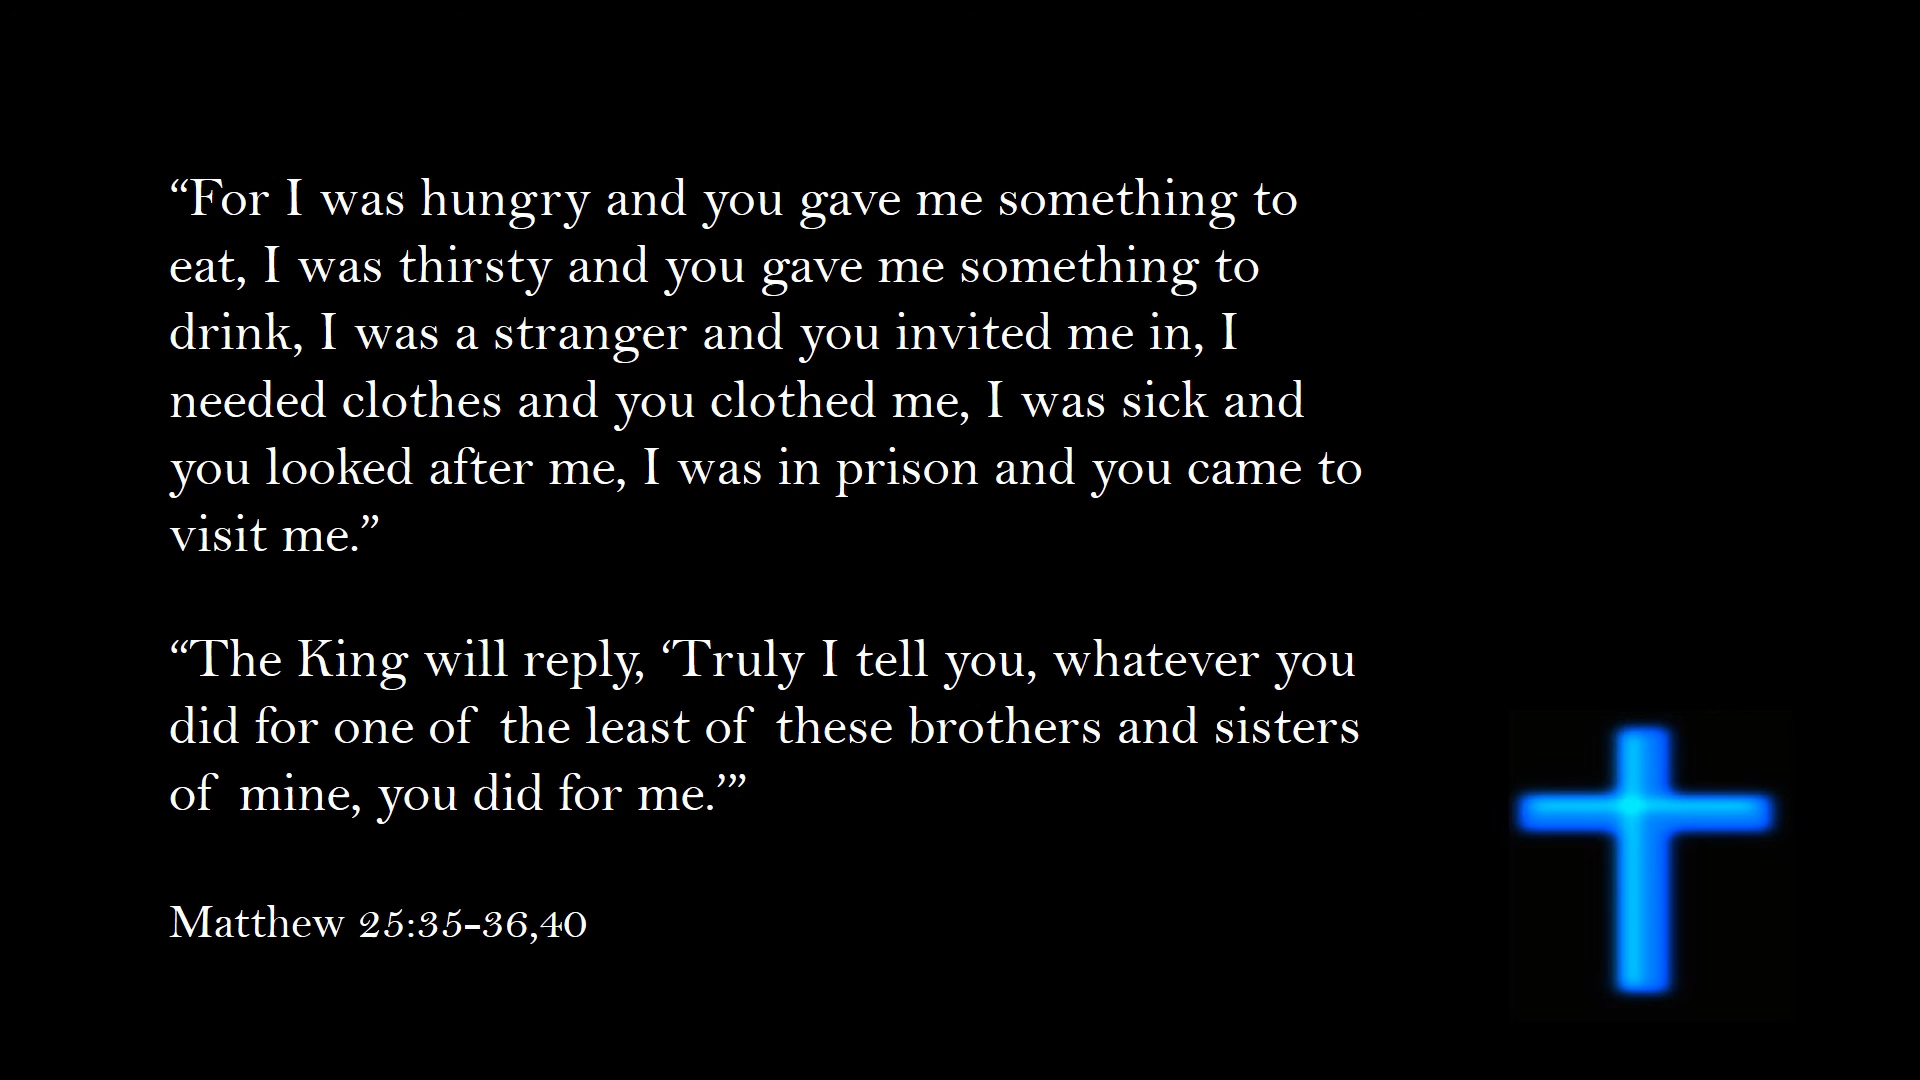 “For I was hungry and you gave me something to
eat, I was thirsty and you gave me something to
drink, I was a stranger and you invited me in, I
needed clothes and you clothed me, I was sick and
you looked after me, I was in prison and you came to
visit me.”
“The King will reply, ‘Truly I tell you, whatever you
did for one of the least of these brothers and sisters
of mine, you did for me.’”
Matthew 25:35-36,40